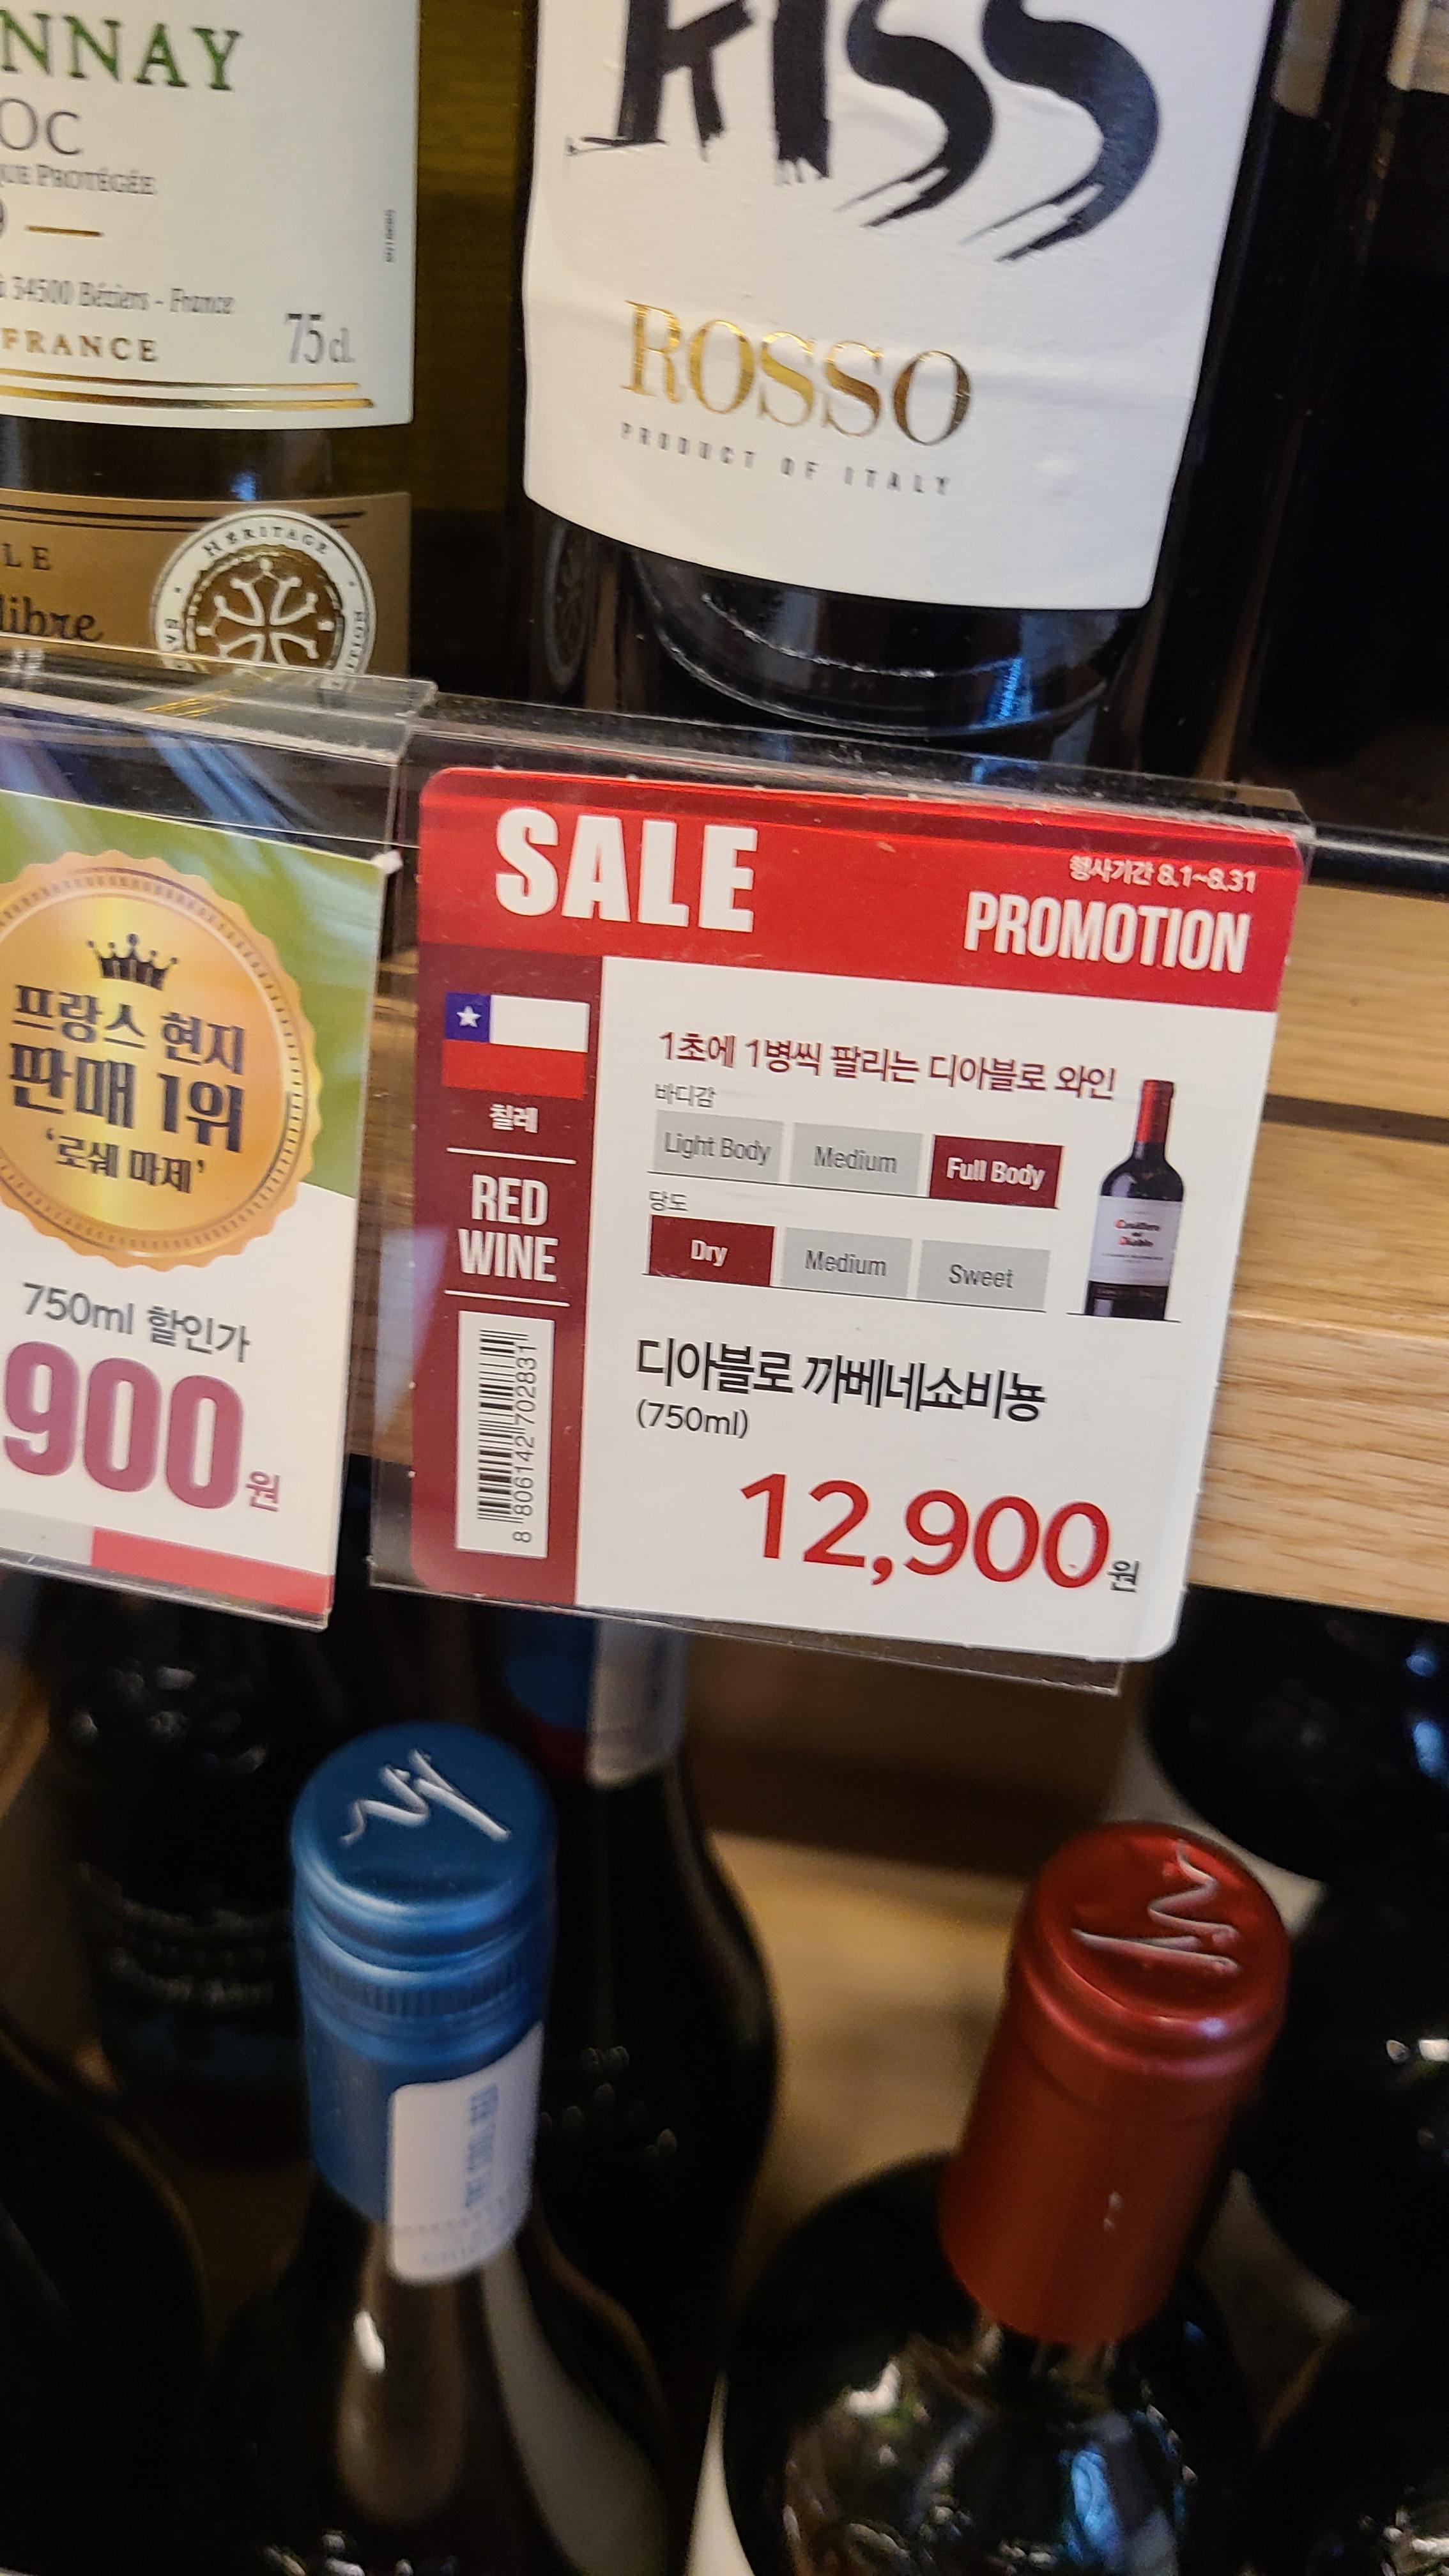 NNAY
OC
QUE PROTÉGÉE
34500 Béziers - France
FRANCE
75cl
HÉRITAGE
KISS
ROSSO
PRODUCT OF ITALY
프랑스 현지
판매 1위
'로쉐 마제'
750ml 할인가
900원
SALE
행사기간 8.1~8.31
PROMOTION
칠레
RED
WINE
8 806142 702831
1초에 1병씩 팔리는 디아블로 와인
바디감
Light Body
Medium
Full Body
당도
Dry
Medium
Sweet
디아블로 까베네쇼비뇽
(750ml)
12,900원